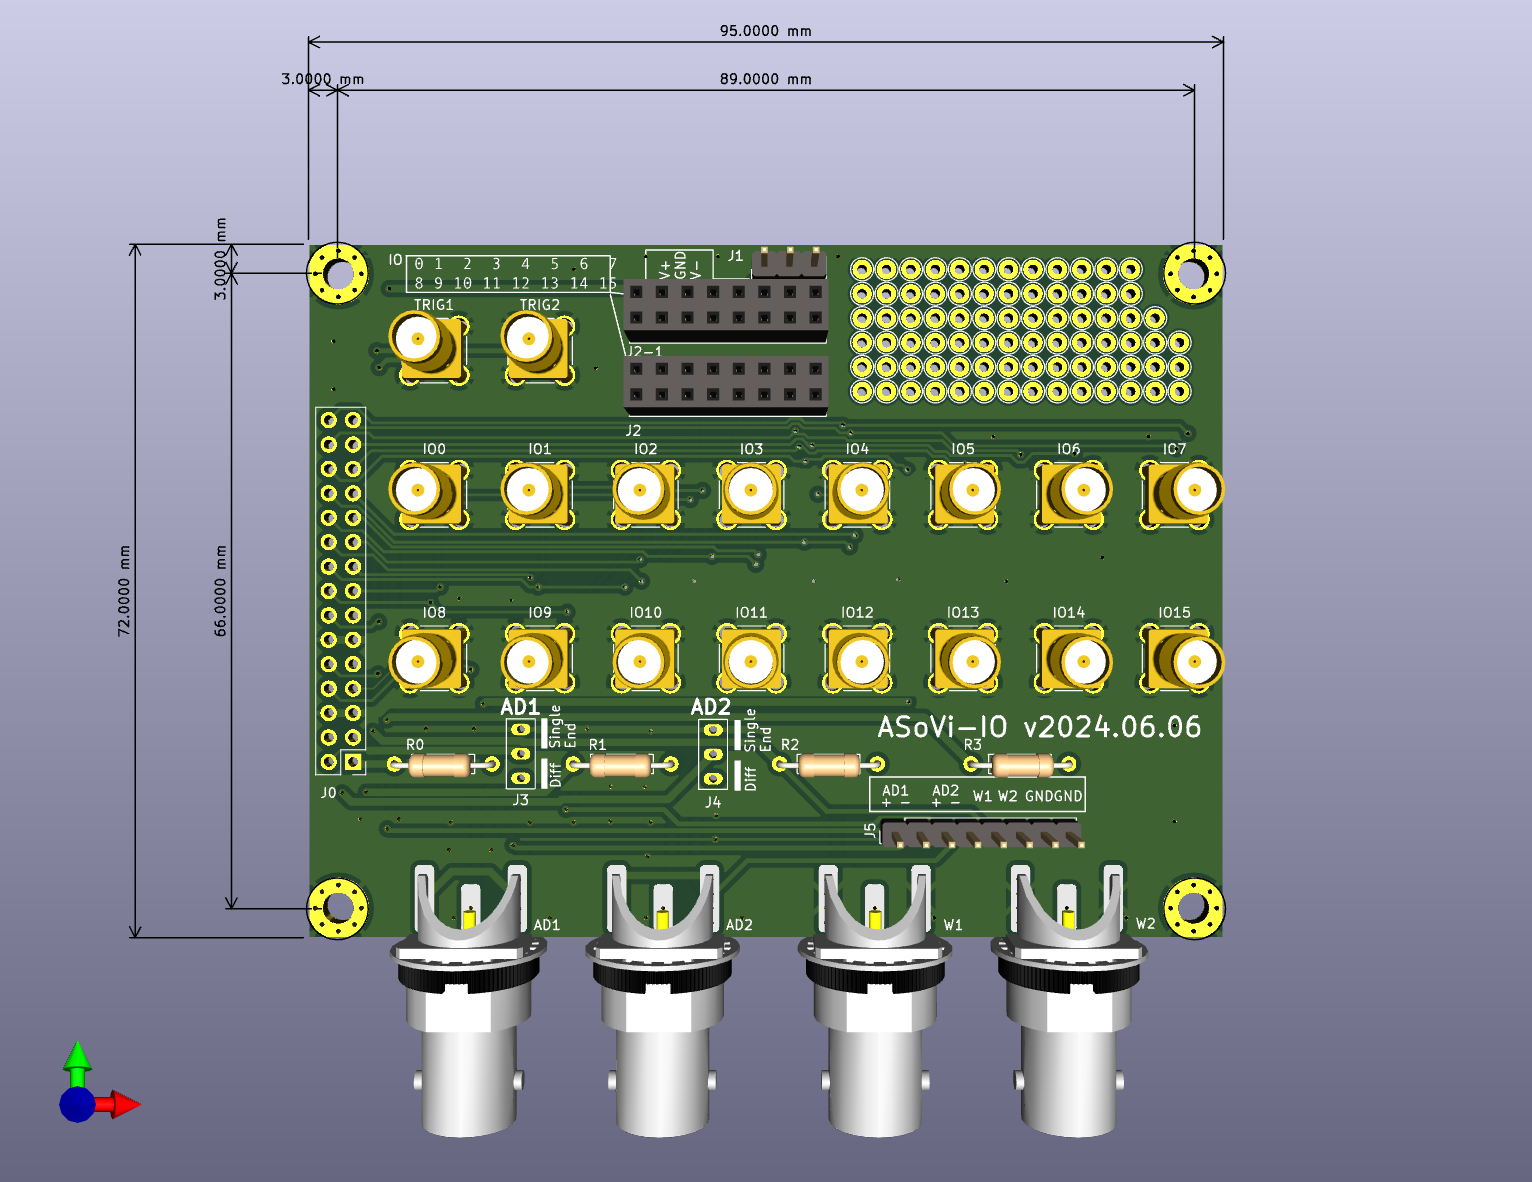 95.0000 mm
3.0000 mm
89.0000 mm
3.0000 mm
72.0000 mm
66.0000 mm
IO
0 1 2 3 4 5 6 7
8 9 10 11 12 13 14 15
V+
GND
V-
J1
TRIG1
TRIG2
J2-1
J2
IO0
IO1
IO2
IO3
IO4
IO5
IO6
IO7
IO8
IO9
IO10
IO11
IO12
IO13
IO14
IO15
AD1
Single
End
Diff
AD2
Single
End
Diff
ASoVi-IO v2024.06.06
R0
R1
R2
R3
J0
J3
J4
AD1 AD2 W1 W2 GND GND
+ - + -
J5
AD1
AD2
W1
W2